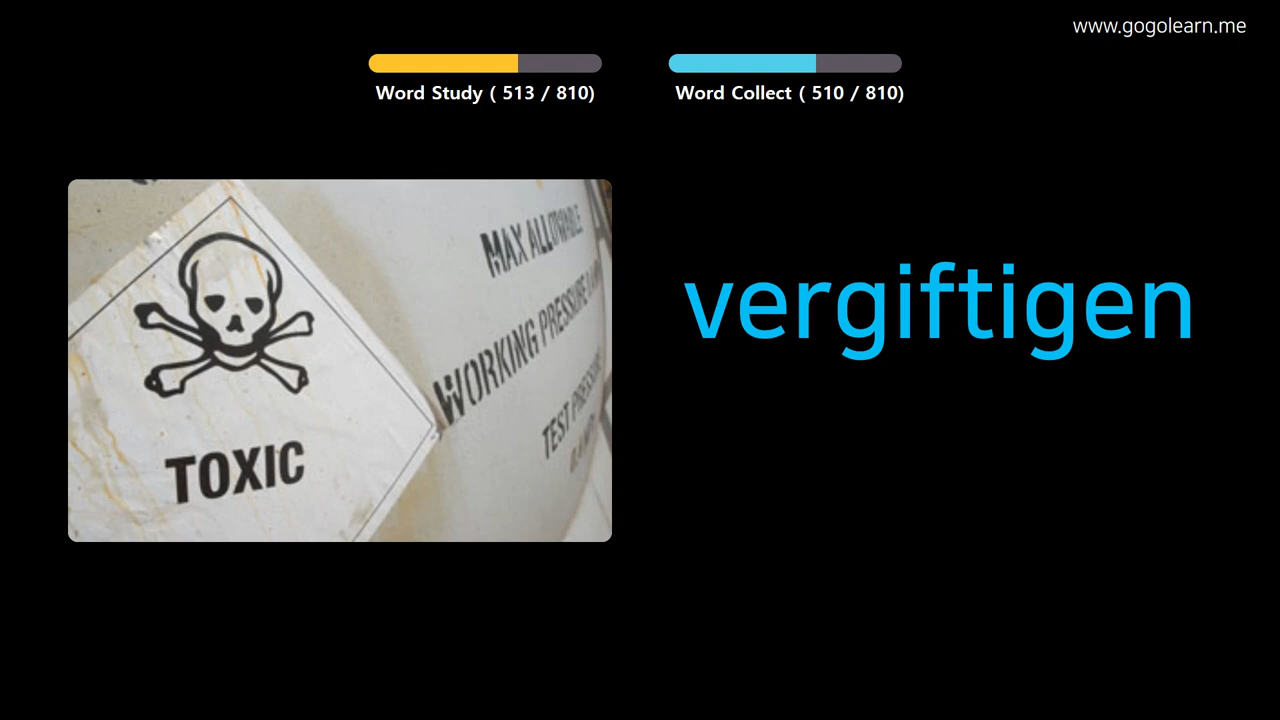 www.gogolearn.me
Word Study ( 513 / 810)
Word Collect ( 510 / 810)
MAX ALLOWABLE
WORKING PRESSURE
TEST PRESSURE
TOXIC
vergiftigen